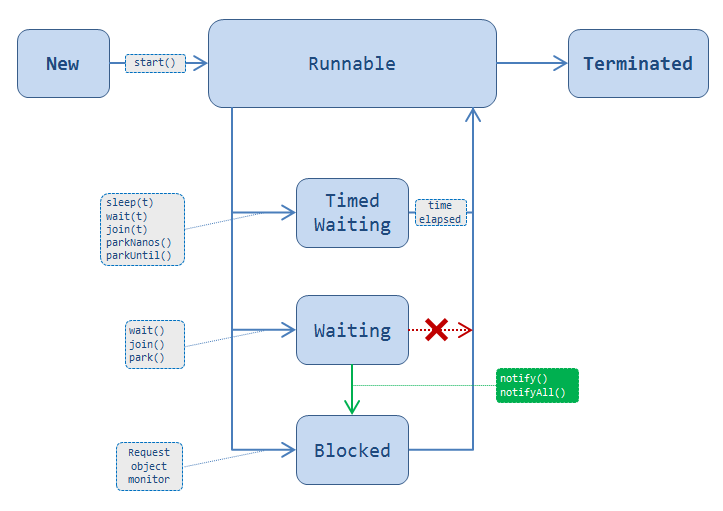 New
start()
Runnable
Terminated
sleep(t)
wait(t)
join(t)
parkNanos()
parkUntil()
Timed
Waiting
time
elapsed
wait()
join()
park()
Waiting
notify()
notifyAll()
Request
object
monitor
Blocked